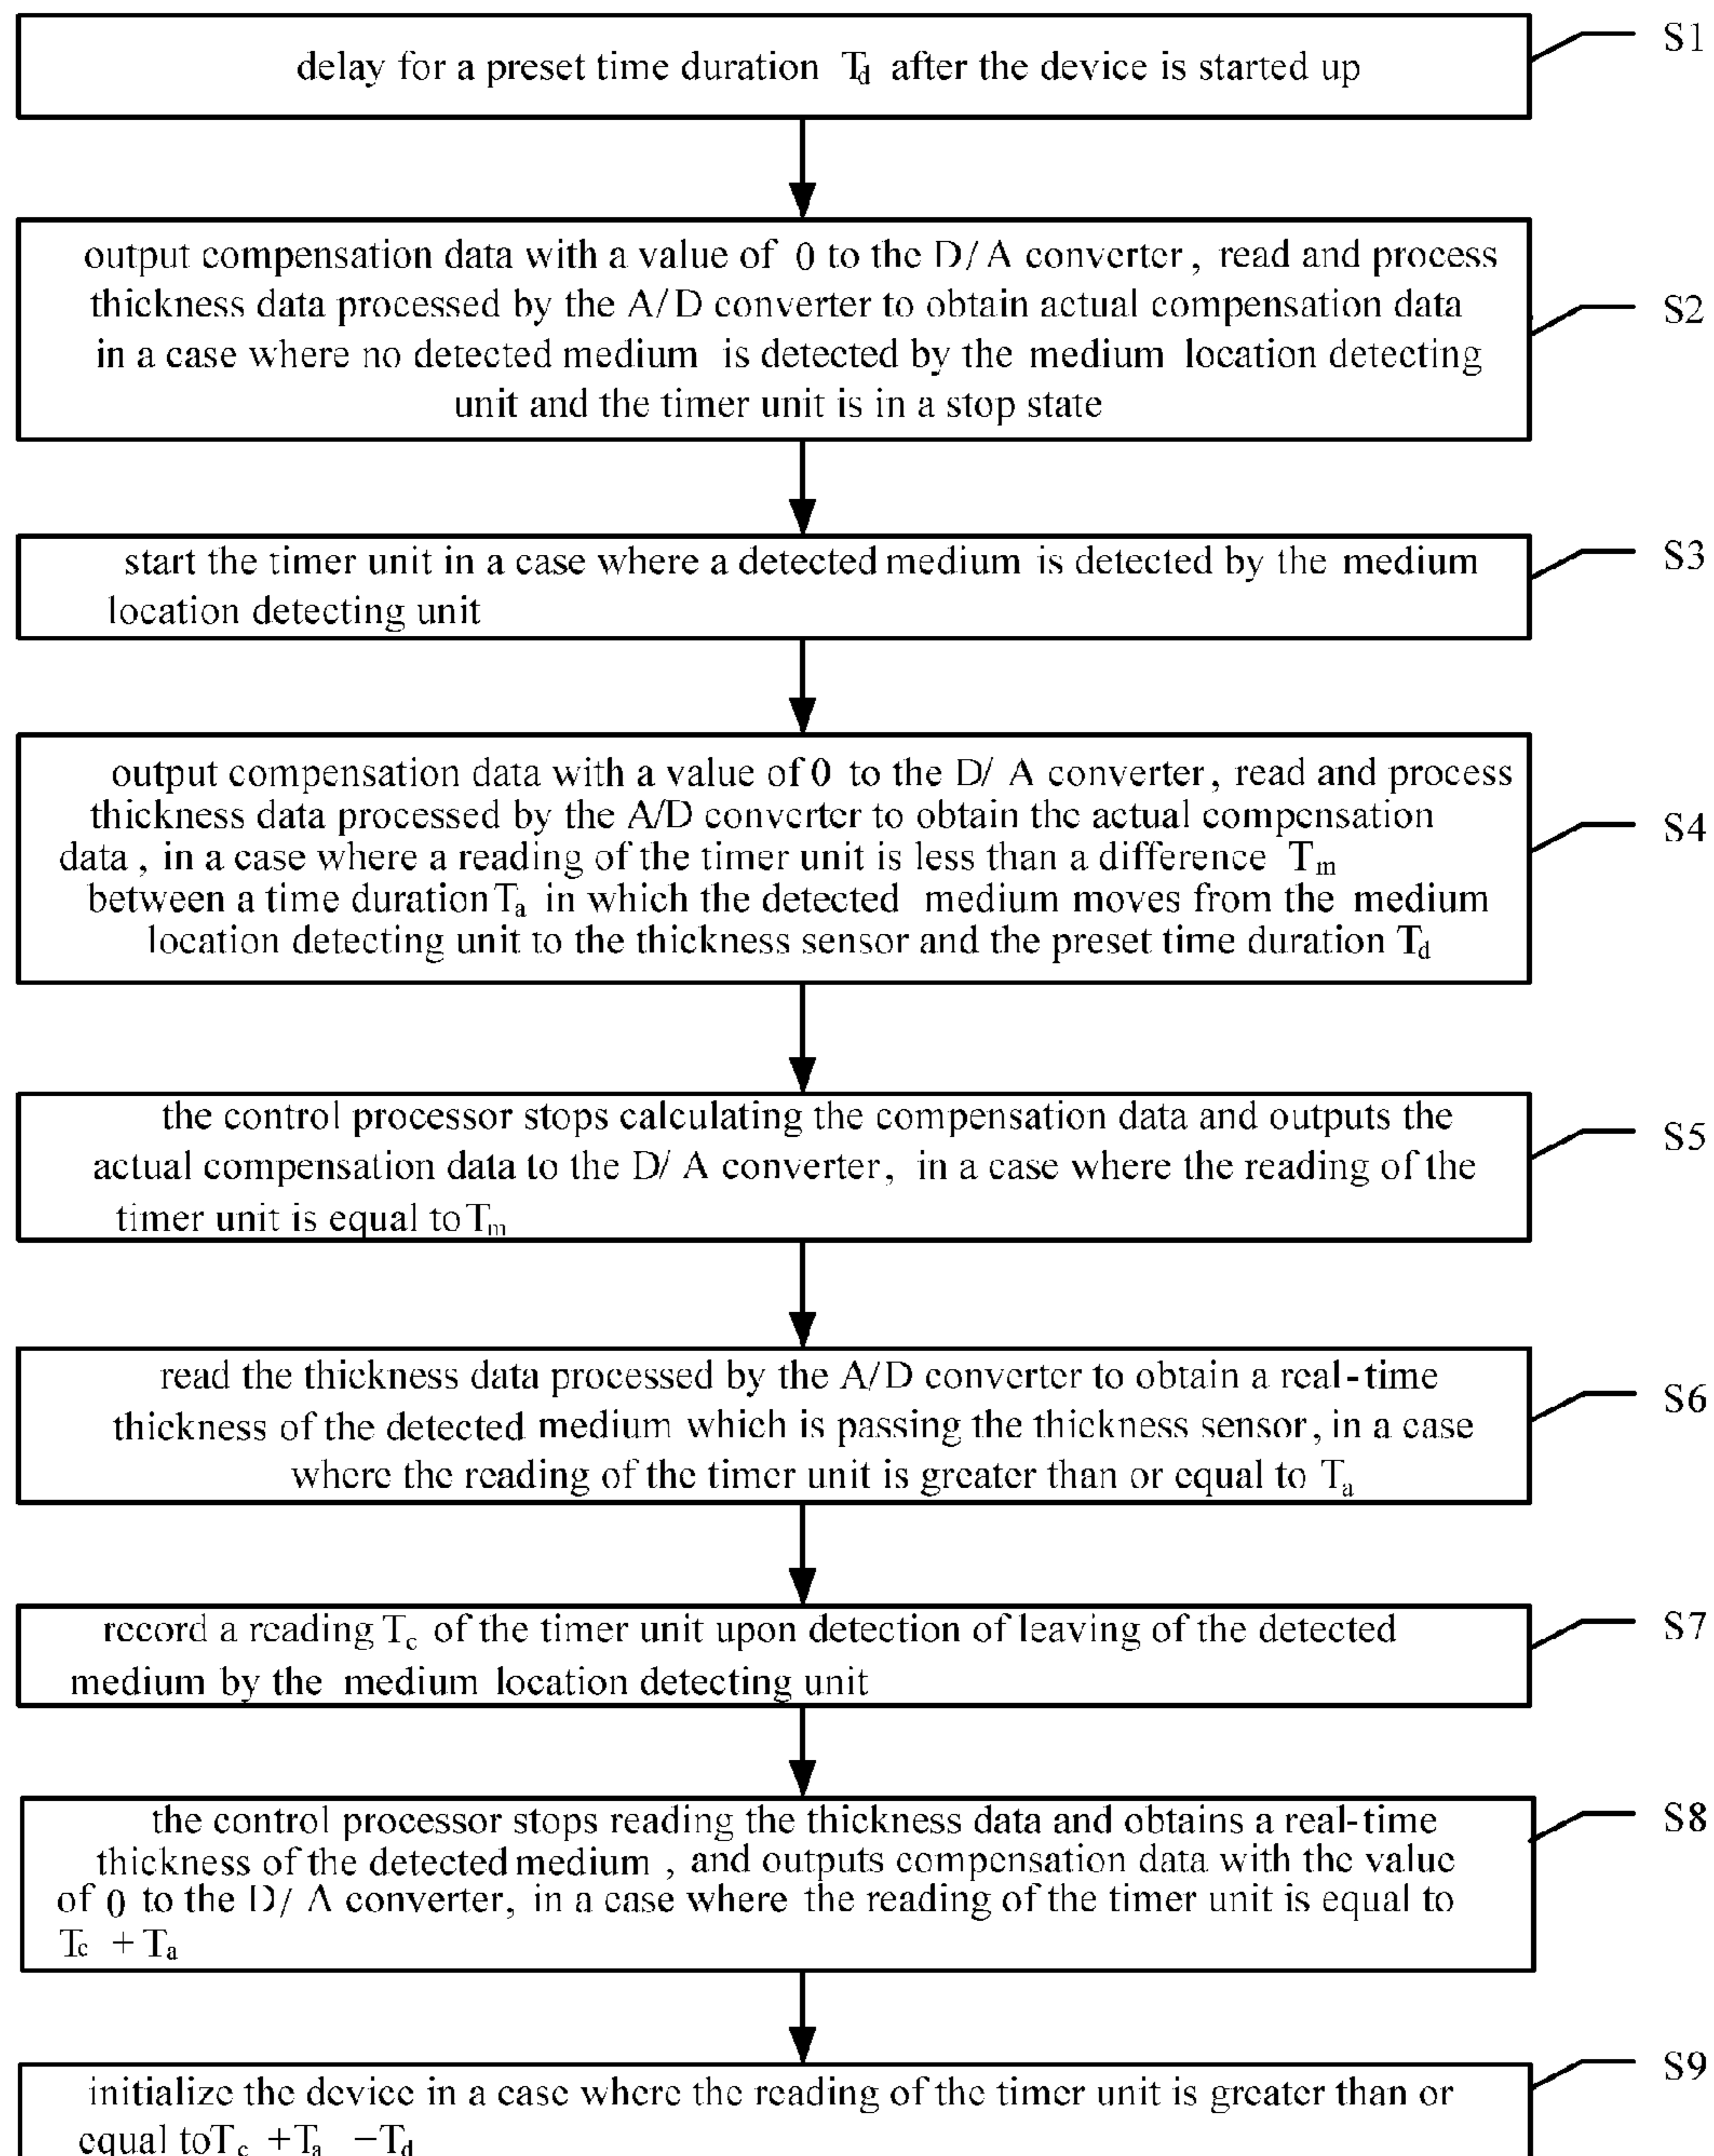 delay for a preset time duration Td after the device is started up
S1
output compensation data with a value of 0 to the D/A converter, read and process
thickness data processed by the A/D converter to obtain actual compensation data
in a case where no detected medium is detected by the medium location detecting
unit and the timer unit is in a stop state
S2
start the timer unit in a case where a detected medium is detected by the medium
location detecting unit
S3
output compensation data with a value of 0 to the D/A converter, read and process
thickness data processed by the A/D converter to obtain the actual compensation
data, in a case where a reading of the timer unit is less than a difference Tm
between a time duration Ta in which the detected medium moves from the medium
location detecting unit to the thickness sensor and the preset time duration Td
S4
the control processor stops calculating the compensation data and outputs the
actual compensation data to the D/A converter, in a case where the reading of the
timer unit is equal to Tm
S5
read the thickness data processed by the A/D converter to obtain a real-time
thickness of the detected medium which is passing the thickness sensor, in a case
where the reading of the timer unit is greater than or equal to Ta
S6
record a reading Tc of the timer unit upon detection of leaving of the detected
medium by the medium location detecting unit
S7
the control processor stops reading the thickness data and obtains a real-time
thickness of the detected medium, and outputs compensation data with the value
of 0 to the D/A converter, in a case where the reading of the timer unit is equal to
Tc +Ta
S8
initialize the device in a case where the reading of the timer unit is greater than or
equal to Tc +Ta −Td
S9